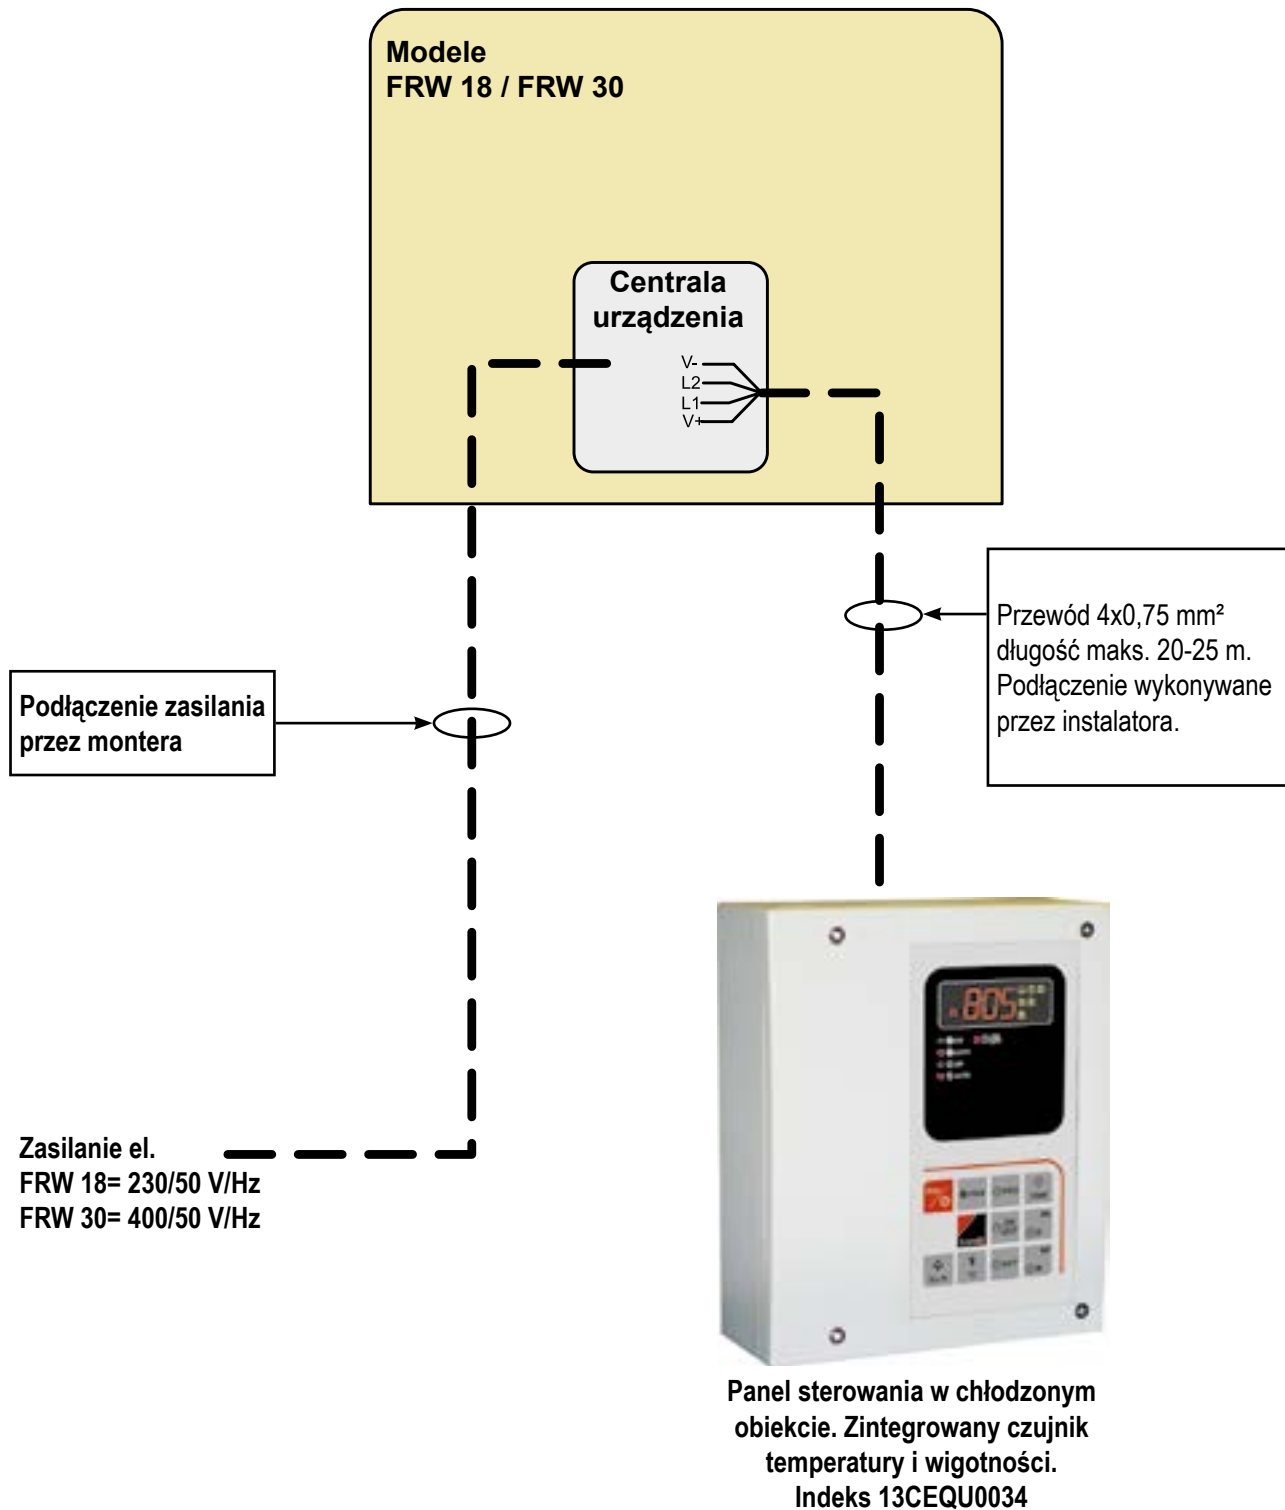 Modele
FRW 18 / FRW 30
Centrala
urządzenia
V-
L2
L1
V+
Przewód 4x0,75 mm²
długość maks. 20-25 m.
Podłączenie wykonywane
przez instalatora.
Podłączenie zasilania
przez montera
805
Zasilanie el.
FRW 18= 230/50 V/Hz
FRW 30= 400/50 V/Hz
Panel sterowania w chłodzonym
obiekcie. Zintegrowany czujnik
temperatury i wigotności.
Indeks 13CEQU0034